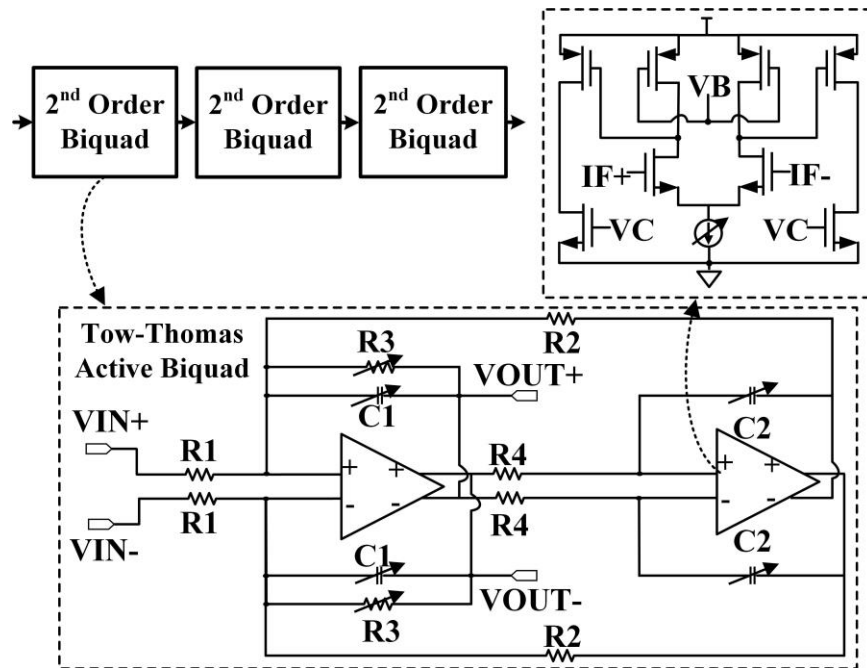 2nd Order
Biquad
2nd Order
Biquad
2nd Order
Biquad
VB
IF+
IF-
VC
VC
Tow-Thomas
Active Biquad
R2
R3
VOUT+
C1
C2
VIN+
R1
+
+
R4
+
+
-
-
-
-
R1
R4
VIN-
C1
C2
VOUT-
R3
R2